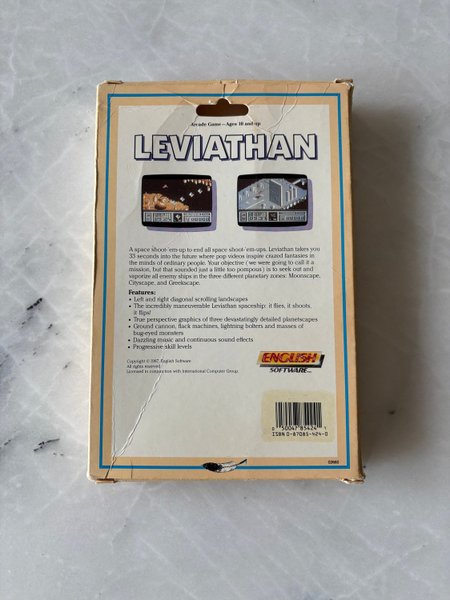 Arcade Game—Ages 10 and up
LEVIATHAN
A space shoot-'em-up to end all space shoot-'em-ups. Leviathan takes you
33 seconds into the future where pop videos inspire crazed fantasies in
the minds of ordinary people. Your objective (we were going to call it a
mission, but that sounded just a little too pompous) is to seek out and
vaporize all enemy ships in the three different planetary zones: Moonscape,
Cityscape, and Greekscape.
Features:
• Left and right diagonal scrolling landscapes
• The incredibly maneuverable Leviathan spaceship: it flies, it shoots,
it flips!
• True perspective graphics of three devastatingly detailed planetscapes
• Ground cannon, flack machines, lightning bolters and masses of
bug-eyed monsters
• Dazzling music and continuous sound effects
• Progressive skill levels
Copyright © 1987, English Software
All rights reserved.
Licensed in conjunction with International Computer Group.
ENGLISH
SOFTWARE
0 50047 85424 1
ISBN 0-87085-424-0